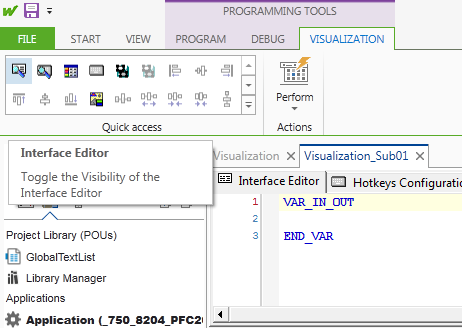 PROGRAMMING TOOLS
FILE START VIEW PROGRAM DEBUG VISUALIZATION
Perform
Quick access Actions
Interface Editor
Toggle the Visibility of the
Interface Editor
Visualization Visualization_Sub01
Interface Editor Hotkeys Configuratio
1 VAR_IN_OUT
2
3 END_VAR
Project Library (POUs)
GlobalTextList
Library Manager
Applications
Application (_750_8204_PFC20